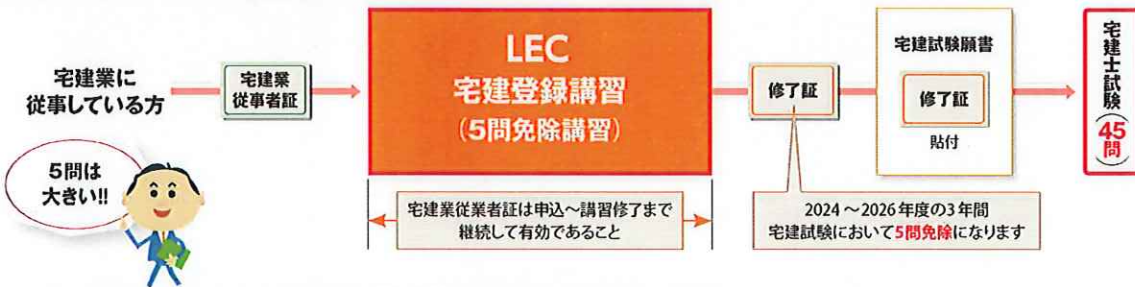 宅建業に
従事している方
宅建業
従事者証
5問は
大きい!!
LEC
宅建登録講習
(5問免除講習)
宅建業従業者証は申込～講習修了まで
継続して有効であること
修了証
2024～2026年度の3年間
宅建試験において5問免除になります
宅建試験願書
修了証
貼付
宅建士試験(45問)